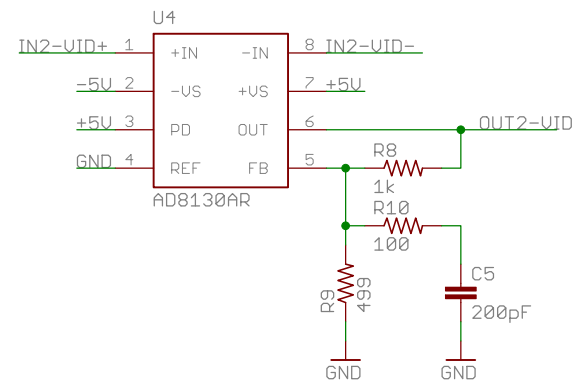 U4
IN2-VID+ 1 +IN -IN 8 IN2-VID-
-5V 2 -VS +VS 7 +5V
+5V 3 PD OUT 6 OUT2-VID
GND 4 REF FB 5
R8
1k
AD8130AR
R10
100
R9
499
C5
200pF
GND
GND